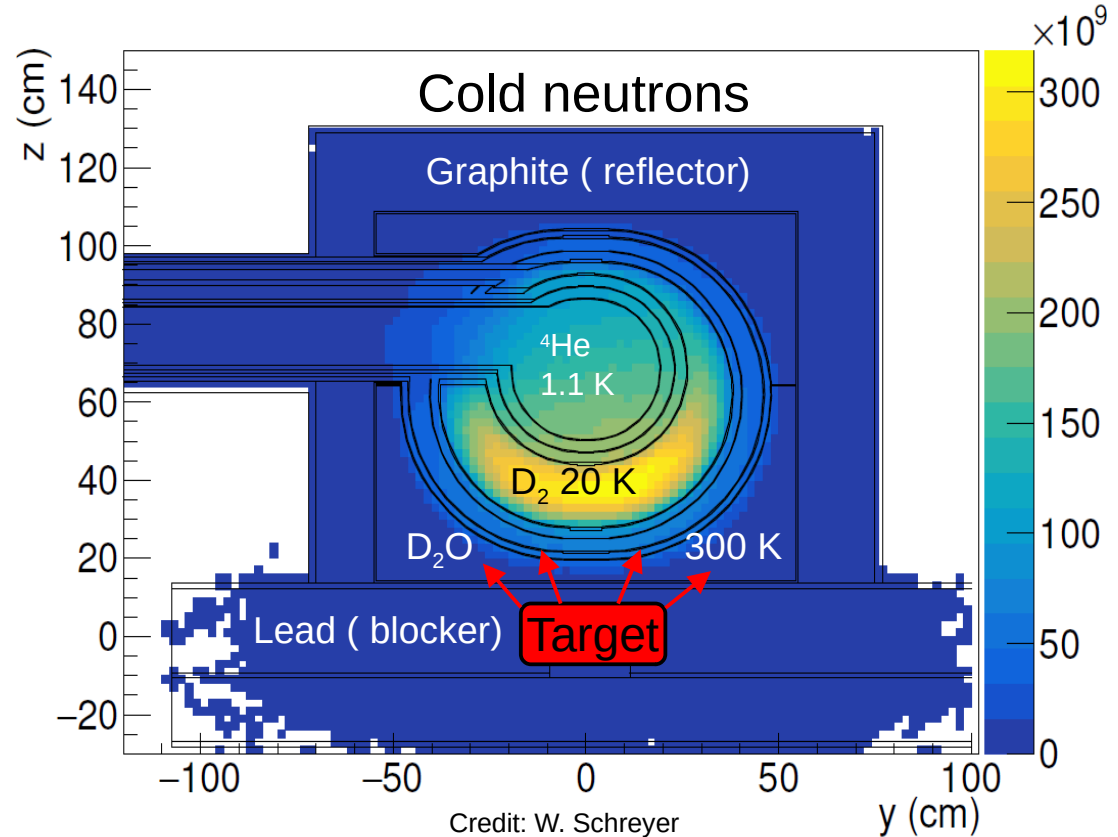 ×10⁹
z (cm)
140
120
100
80
60
40
20
0
−20
Cold neutrons
Graphite ( reflector)
⁴He
1.1 K
D₂ 20 K
D₂O
300 K
Lead ( blocker)
Target
300
250
200
150
100
50
0
−100
−50
0
50
100
y (cm)
Credit: W. Schreyer